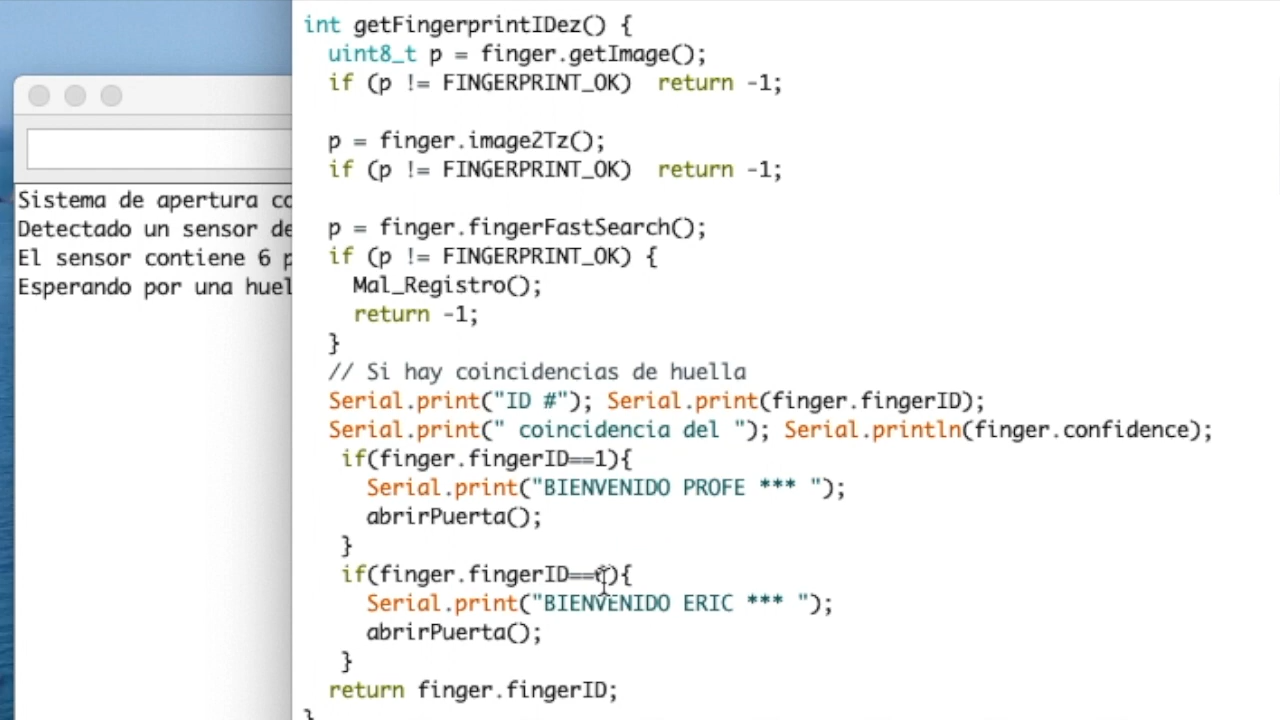 int getFingerprintIDez() {
uint8_t p = finger.getImage();
if (p != FINGERPRINT_OK)  return -1;
p = finger.image2Tz();
if (p != FINGERPRINT_OK)  return -1;
p = finger.fingerFastSearch();
if (p != FINGERPRINT_OK) {
Mal_Registro();
return -1;
}
// Si hay coincidencias de huella
Serial.print("ID #"); Serial.print(finger.fingerID);
Serial.print(" coincidencia del "); Serial.println(finger.confidence);
if(finger.fingerID==1){
Serial.print("BIENVENIDO PROFE *** ");
abrirPuerta();
}
if(finger.fingerID== ){
Serial.print("BIENVENIDO ERIC *** ");
abrirPuerta();
}
return finger.fingerID;
}
Sistema de apertura
Detectado un sensor de
El sensor contiene 6
Esperando por una